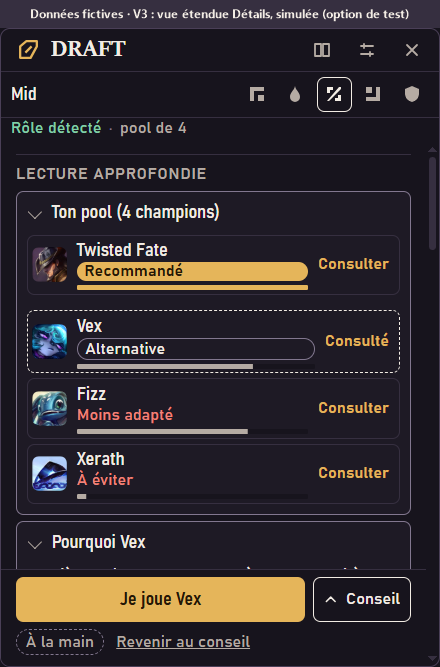 Données fictives · V3 : vue étendue Détails, simulée (option de test)
DRAFT
Mid
Rôle détecté · pool de 4
LECTURE APPROFONDIE
Ton pool (4 champions)
Twisted Fate
Recommandé
Consulter
Vex
Alternative
Consulté
Fizz
Moins adapté
Consulter
Xerath
À éviter
Consulter
Pourquoi Vex
Je joue Vex
Conseil
À la main
Revenir au conseil